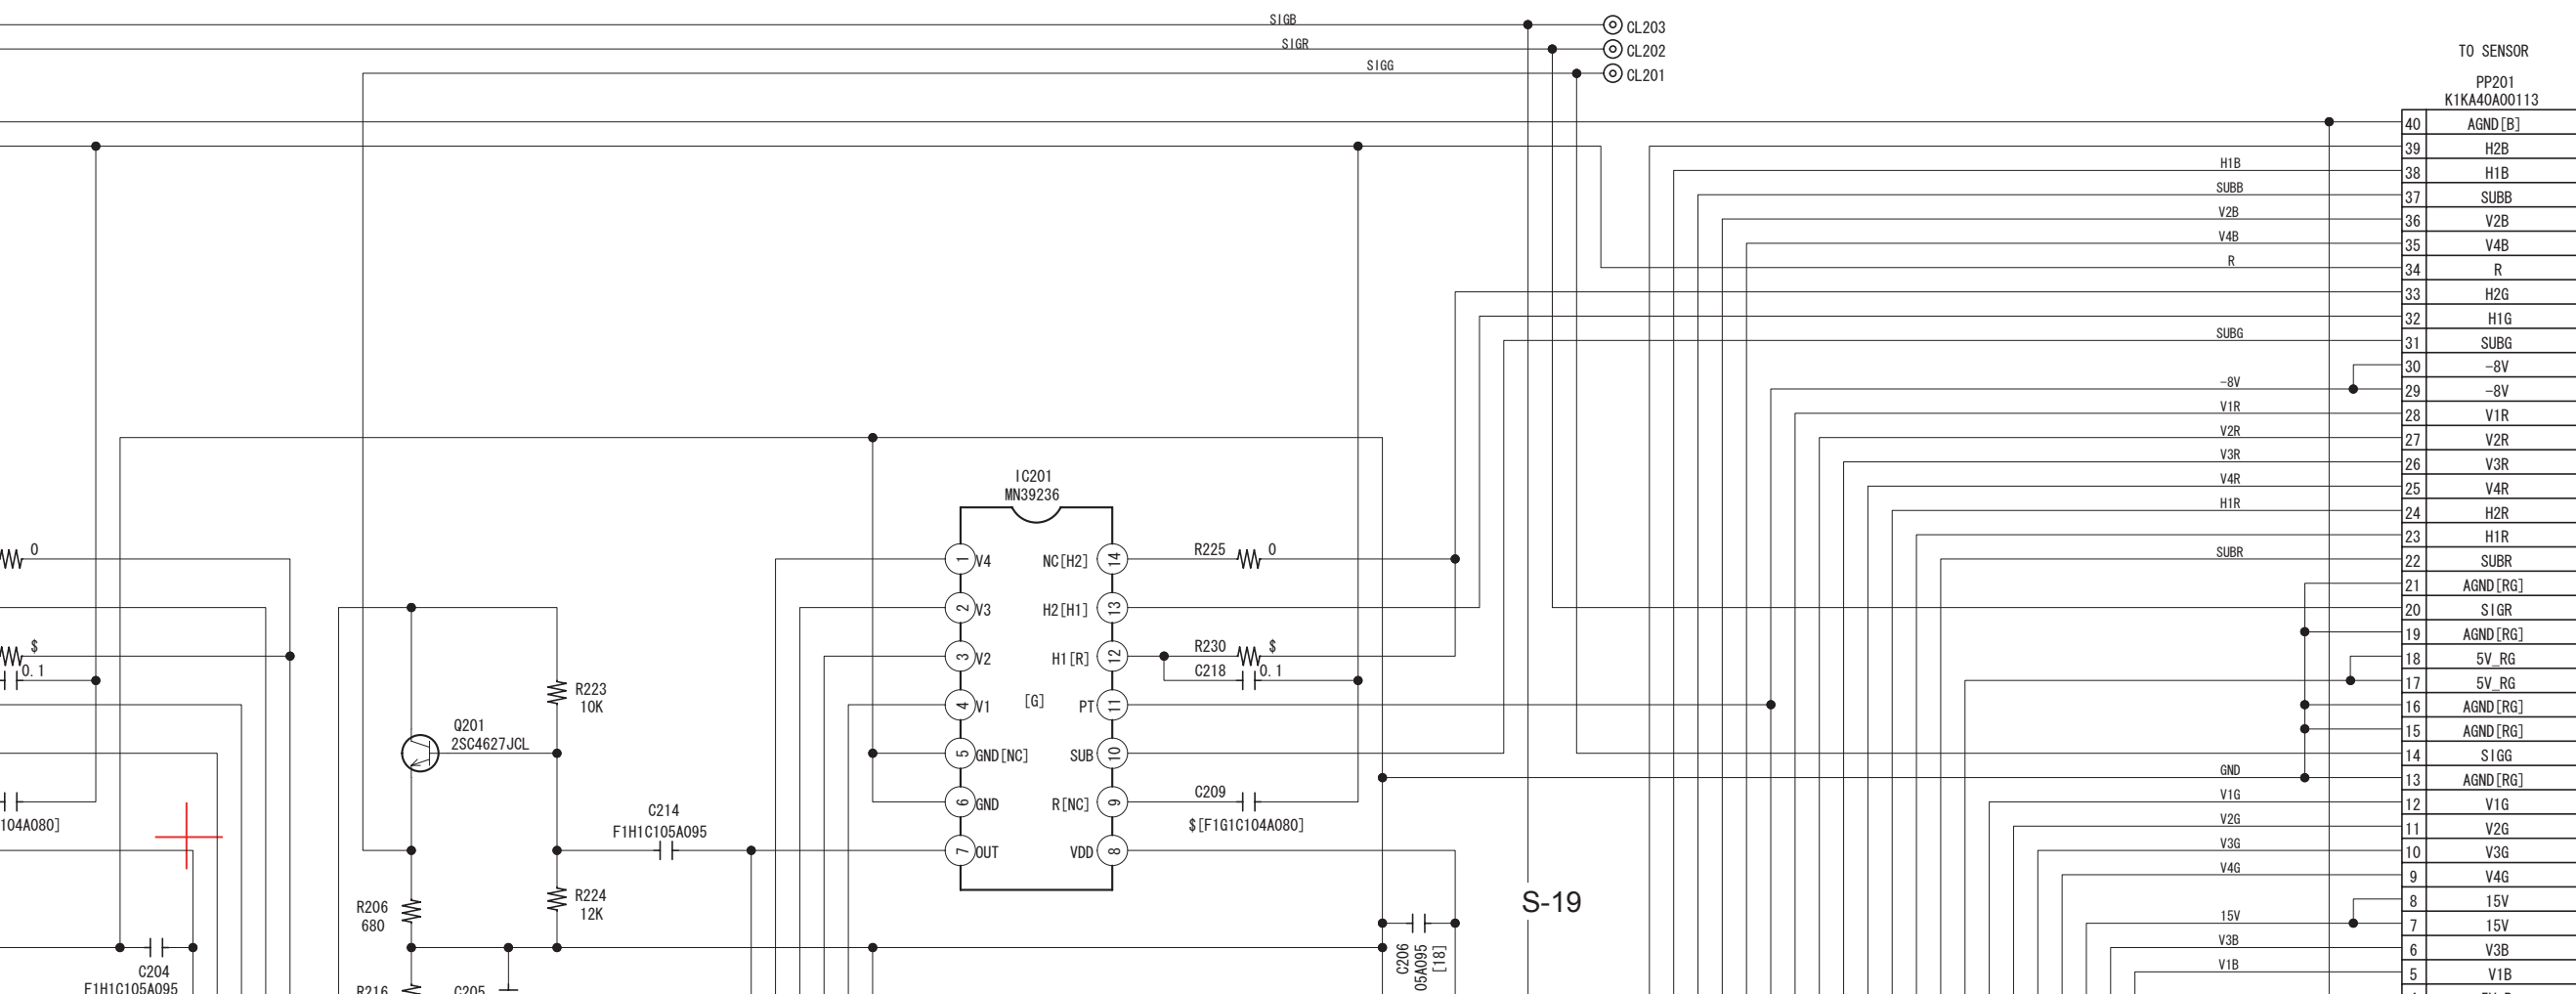 SIGB
CL203
SIGR
CL202
SIGG
CL201
TO SENSOR
PP201
K1KA40A00113
40 AGND[B]
39 H2B
H1B
38 H1B
SUBB
37 SUBB
V2B
36 V2B
V4B
35 V4B
R
34 R
33 H2G
32 H1G
SUBG
31 SUBG
30 -8V
-8V
29 -8V
V1R
28 V1R
V2R
27 V2R
V3R
26 V3R
V4R
25 V4R
H1R
24 H2R
23 H1R
SUBR
22 SUBR
21 AGND[RG]
20 SIGR
19 AGND[RG]
18 5V_RG
17 5V_RG
16 AGND[RG]
15 AGND[RG]
14 SIGG
GND
13 AGND[RG]
V1G
12 V1G
V2G
11 V2G
V3G
10 V3G
V4G
9 V4G
8 15V
15V
7 15V
V3B
6 V3B
V1B
5 V1B
IC201
MN39236
1 V4
NC[H2] 14
2 V3
H2[H1] 13
3 V2
H1[R] 12
4 V1
[G]
PT 11
5 GND[NC]
SUB 10
6 GND
R[NC] 9
7 OUT
VDD 8
R225 0
R230 $
C218 0.1
C209
$[F1G1C104A080]
0
$
0.1
104A080]
Q201
2SC4627JCL
R223
10K
C214
F1H1C105A095
R224
12K
R206
680
C204
F1H1C105A095
R216
C205
C206
05A095
[18]
S-19